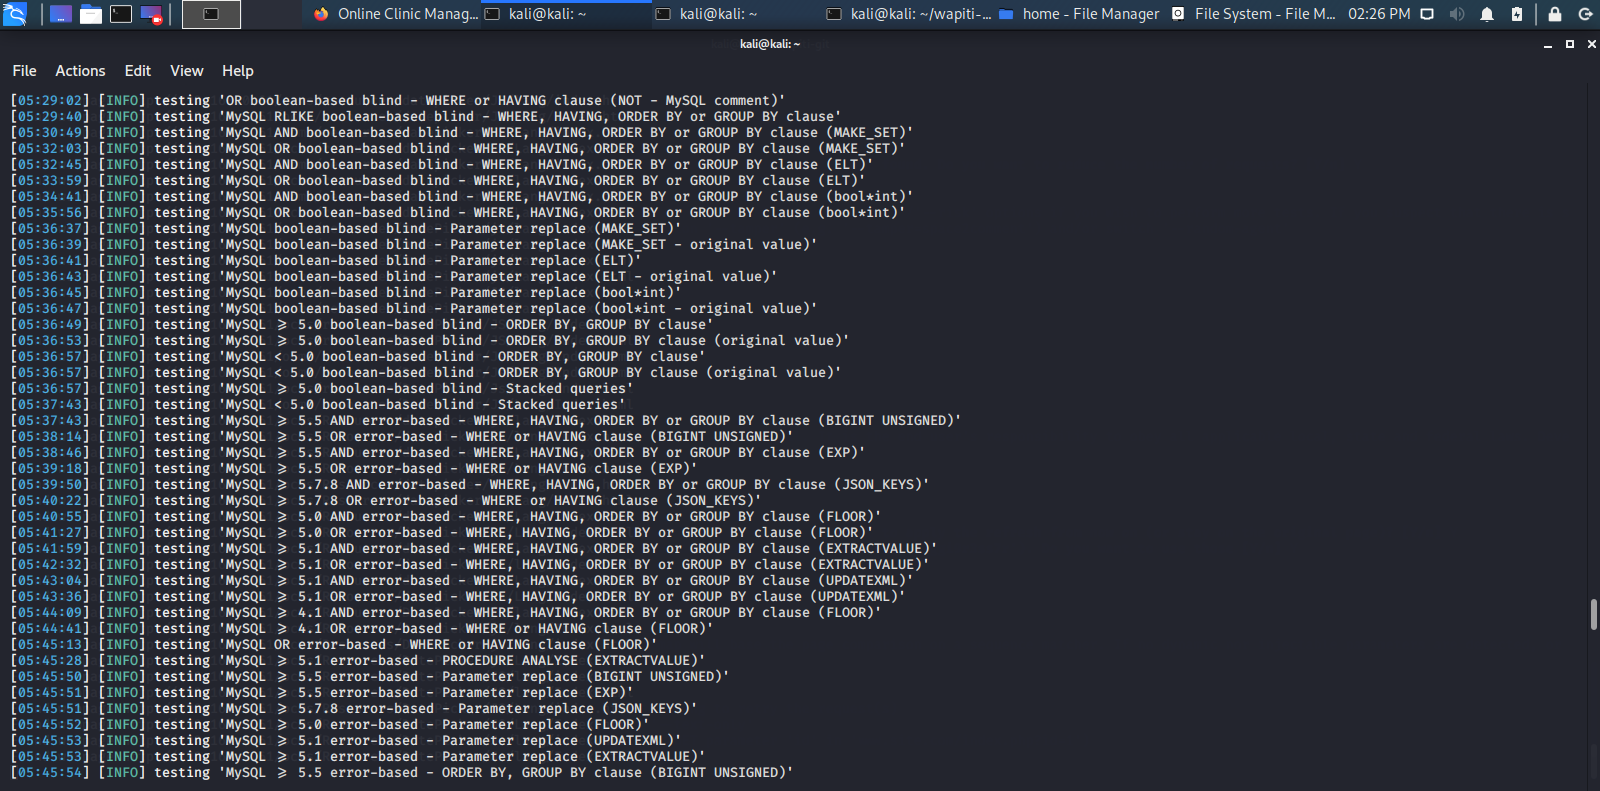 Online Clinic Manag...
kali@kali: ~
kali@kali: ~
kali@kali: ~/wapiti-...
home - File Manager
File System - File M...
02:26 PM
kali@kali: ~
File Actions Edit View Help
[05:29:02] [INFO] testing 'OR boolean-based blind - WHERE or HAVING clause (NOT - MySQL comment)'
[05:29:40] [INFO] testing 'MySQL RLIKE boolean-based blind - WHERE, HAVING, ORDER BY or GROUP BY clause'
[05:30:49] [INFO] testing 'MySQL AND boolean-based blind - WHERE, HAVING, ORDER BY or GROUP BY clause (MAKE_SET)'
[05:32:03] [INFO] testing 'MySQL OR boolean-based blind - WHERE, HAVING, ORDER BY or GROUP BY clause (MAKE_SET)'
[05:32:45] [INFO] testing 'MySQL AND boolean-based blind - WHERE, HAVING, ORDER BY or GROUP BY clause (ELT)'
[05:33:59] [INFO] testing 'MySQL OR boolean-based blind - WHERE, HAVING, ORDER BY or GROUP BY clause (ELT)'
[05:34:41] [INFO] testing 'MySQL AND boolean-based blind - WHERE, HAVING, ORDER BY or GROUP BY clause (bool*int)'
[05:35:56] [INFO] testing 'MySQL OR boolean-based blind - WHERE, HAVING, ORDER BY or GROUP BY clause (bool*int)'
[05:36:37] [INFO] testing 'MySQL boolean-based blind - Parameter replace (MAKE_SET)'
[05:36:39] [INFO] testing 'MySQL boolean-based blind - Parameter replace (MAKE_SET - original value)'
[05:36:41] [INFO] testing 'MySQL boolean-based blind - Parameter replace (ELT)'
[05:36:43] [INFO] testing 'MySQL boolean-based blind - Parameter replace (ELT - original value)'
[05:36:45] [INFO] testing 'MySQL boolean-based blind - Parameter replace (bool*int)'
[05:36:47] [INFO] testing 'MySQL boolean-based blind - Parameter replace (bool*int - original value)'
[05:36:49] [INFO] testing 'MySQL ≥ 5.0 boolean-based blind - ORDER BY, GROUP BY clause'
[05:36:53] [INFO] testing 'MySQL ≥ 5.0 boolean-based blind - ORDER BY, GROUP BY clause (original value)'
[05:36:57] [INFO] testing 'MySQL < 5.0 boolean-based blind - ORDER BY, GROUP BY clause'
[05:36:57] [INFO] testing 'MySQL < 5.0 boolean-based blind - ORDER BY, GROUP BY clause (original value)'
[05:36:57] [INFO] testing 'MySQL ≥ 5.0 boolean-based blind - Stacked queries'
[05:37:43] [INFO] testing 'MySQL < 5.0 boolean-based blind - Stacked queries'
[05:37:43] [INFO] testing 'MySQL ≥ 5.5 AND error-based - WHERE, HAVING, ORDER BY or GROUP BY clause (BIGINT UNSIGNED)'
[05:38:14] [INFO] testing 'MySQL ≥ 5.5 OR error-based - WHERE or HAVING clause (BIGINT UNSIGNED)'
[05:38:46] [INFO] testing 'MySQL ≥ 5.5 AND error-based - WHERE, HAVING, ORDER BY or GROUP BY clause (EXP)'
[05:39:18] [INFO] testing 'MySQL ≥ 5.5 OR error-based - WHERE or HAVING clause (EXP)'
[05:39:50] [INFO] testing 'MySQL ≥ 5.7.8 AND error-based - WHERE, HAVING, ORDER BY or GROUP BY clause (JSON_KEYS)'
[05:40:22] [INFO] testing 'MySQL ≥ 5.7.8 OR error-based - WHERE or HAVING clause (JSON_KEYS)'
[05:40:55] [INFO] testing 'MySQL ≥ 5.0 AND error-based - WHERE, HAVING, ORDER BY or GROUP BY clause (FLOOR)'
[05:41:27] [INFO] testing 'MySQL ≥ 5.0 OR error-based - WHERE, HAVING, ORDER BY or GROUP BY clause (FLOOR)'
[05:41:59] [INFO] testing 'MySQL ≥ 5.1 AND error-based - WHERE, HAVING, ORDER BY or GROUP BY clause (EXTRACTVALUE)'
[05:42:32] [INFO] testing 'MySQL ≥ 5.1 OR error-based - WHERE, HAVING, ORDER BY or GROUP BY clause (EXTRACTVALUE)'
[05:43:04] [INFO] testing 'MySQL ≥ 5.1 AND error-based - WHERE, HAVING, ORDER BY or GROUP BY clause (UPDATEXML)'
[05:43:36] [INFO] testing 'MySQL ≥ 5.1 OR error-based - WHERE, HAVING, ORDER BY or GROUP BY clause (UPDATEXML)'
[05:44:09] [INFO] testing 'MySQL ≥ 4.1 AND error-based - WHERE, HAVING, ORDER BY or GROUP BY clause (FLOOR)'
[05:44:41] [INFO] testing 'MySQL ≥ 4.1 OR error-based - WHERE or HAVING clause (FLOOR)'
[05:45:13] [INFO] testing 'MySQL OR error-based - WHERE or HAVING clause (FLOOR)'
[05:45:28] [INFO] testing 'MySQL ≥ 5.1 error-based - PROCEDURE ANALYSE (EXTRACTVALUE)'
[05:45:50] [INFO] testing 'MySQL ≥ 5.5 error-based - Parameter replace (BIGINT UNSIGNED)'
[05:45:51] [INFO] testing 'MySQL ≥ 5.5 error-based - Parameter replace (EXP)'
[05:45:51] [INFO] testing 'MySQL ≥ 5.7.8 error-based - Parameter replace (JSON_KEYS)'
[05:45:52] [INFO] testing 'MySQL ≥ 5.0 error-based - Parameter replace (FLOOR)'
[05:45:53] [INFO] testing 'MySQL ≥ 5.1 error-based - Parameter replace (UPDATEXML)'
[05:45:53] [INFO] testing 'MySQL ≥ 5.1 error-based - Parameter replace (EXTRACTVALUE)'
[05:45:54] [INFO] testing 'MySQL ≥ 5.5 error-based - ORDER BY, GROUP BY clause (BIGINT UNSIGNED)'